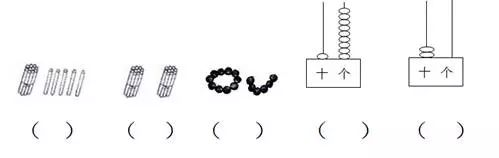 十 个 十 个
( ) ( ) ( ) ( ) ( )